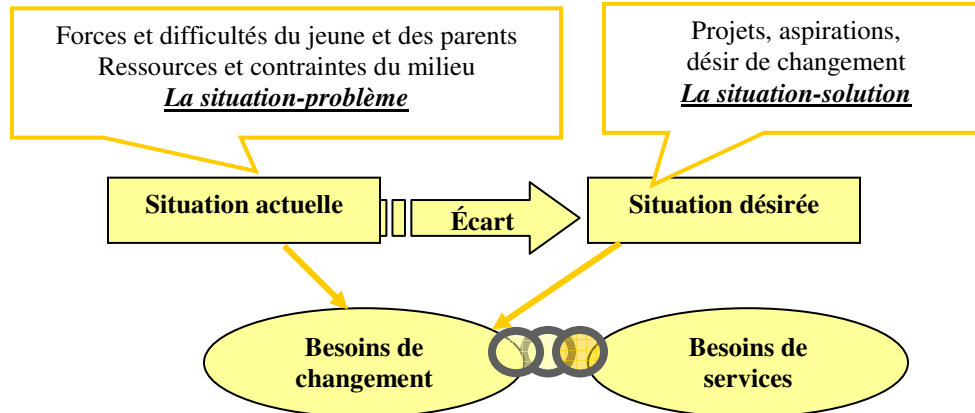 Forces et difficultés du jeune et des parents
Ressources et contraintes du milieu
La situation-problème
Projets, aspirations,
désir de changement
La situation-solution
Situation actuelle
Écart
Situation désirée
Besoins de
changement
Besoins de
services